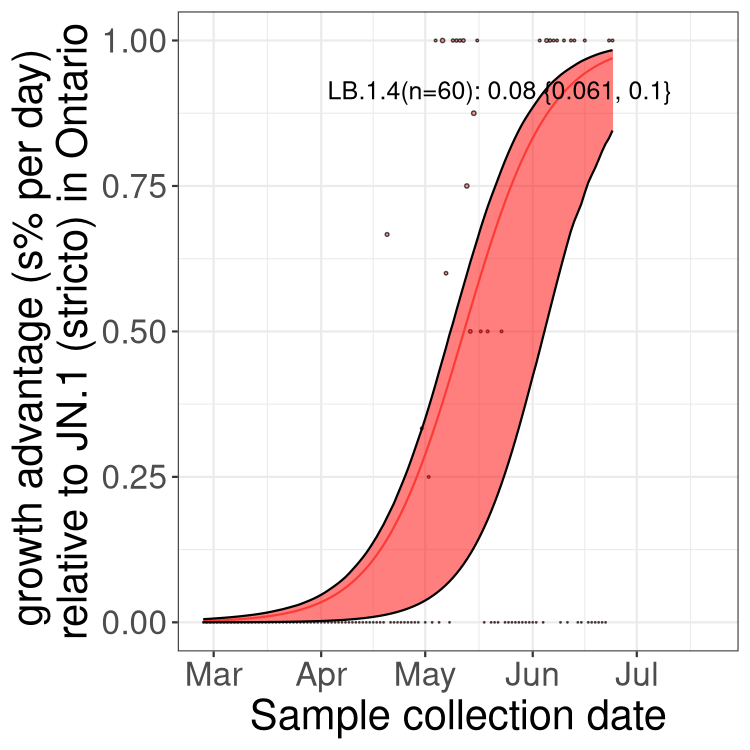 growth advantage (s% per day)
relative to JN.1 (stricto) in Ontario
1.00
0.75
0.50
0.25
0.00
LB.1.4(n=60): 0.08 {0.061, 0.1}
Mar Apr May Jun Jul
Sample collection date